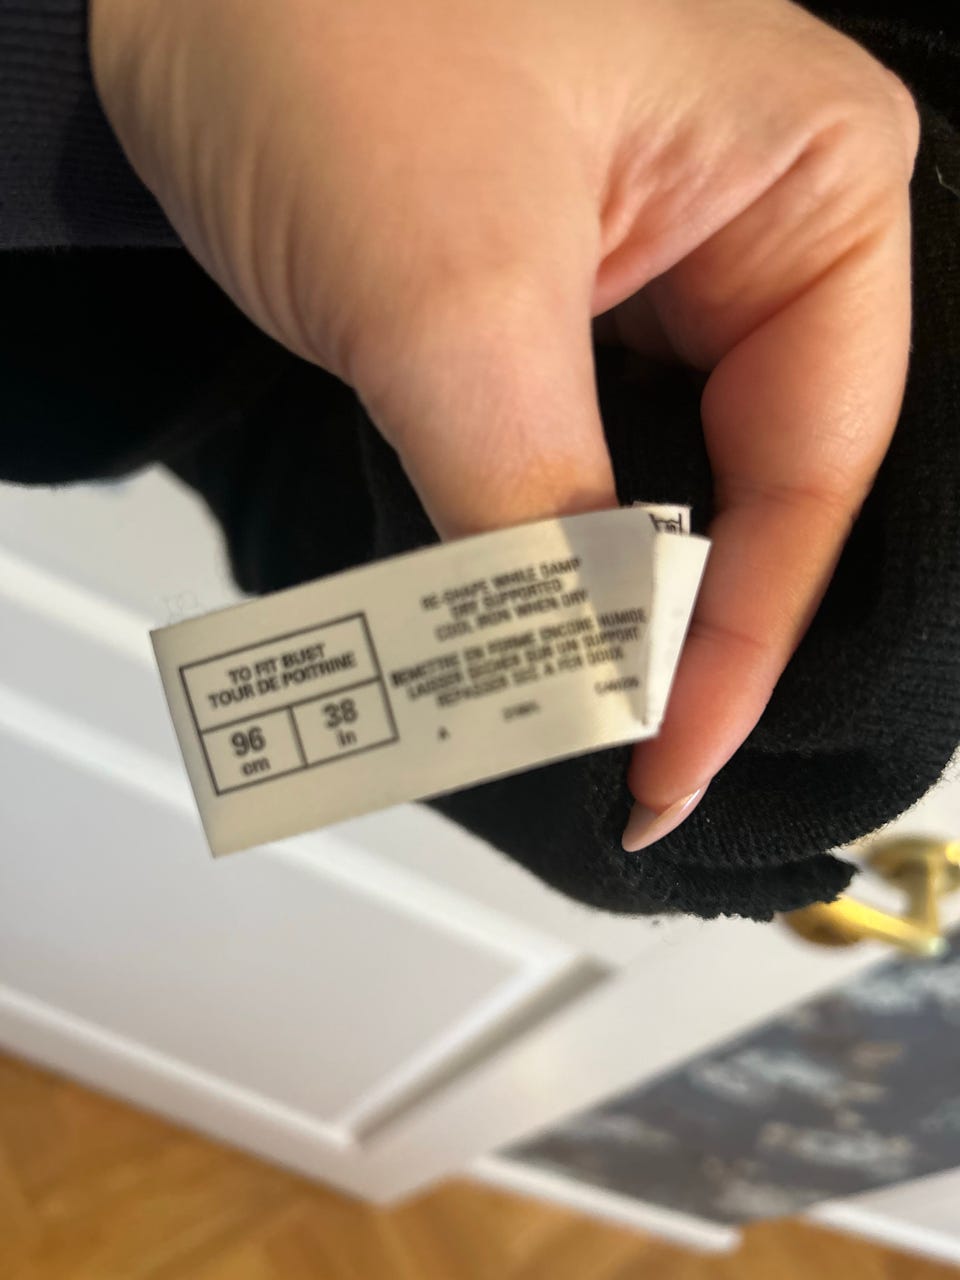 TO FIT BUST
TOUR DE POITRINE
96
cm
38
in
RE-SHAPE WHILE DAMP
DRY SUPPORTED
COOL IRON WHEN DRY
REMETTRE EN FORME ENCORE HUMIDE
LAISSER SECHER SUR UN SUPPORT
REPASSER SEC A FER DOUX
A